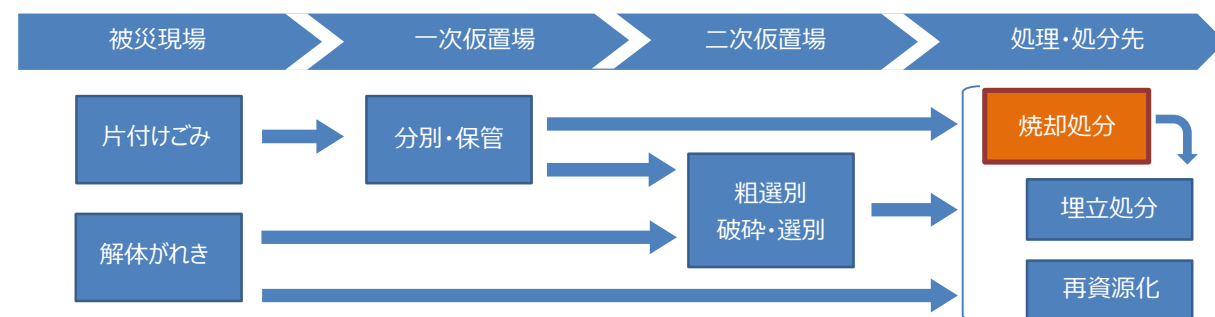 被災現場
一次仮置場
二次仮置場
処理・処分先
片付けごみ
分別・保管
焼却処分
粗選別
破砕・選別
埋立処分
解体がれき
再資源化